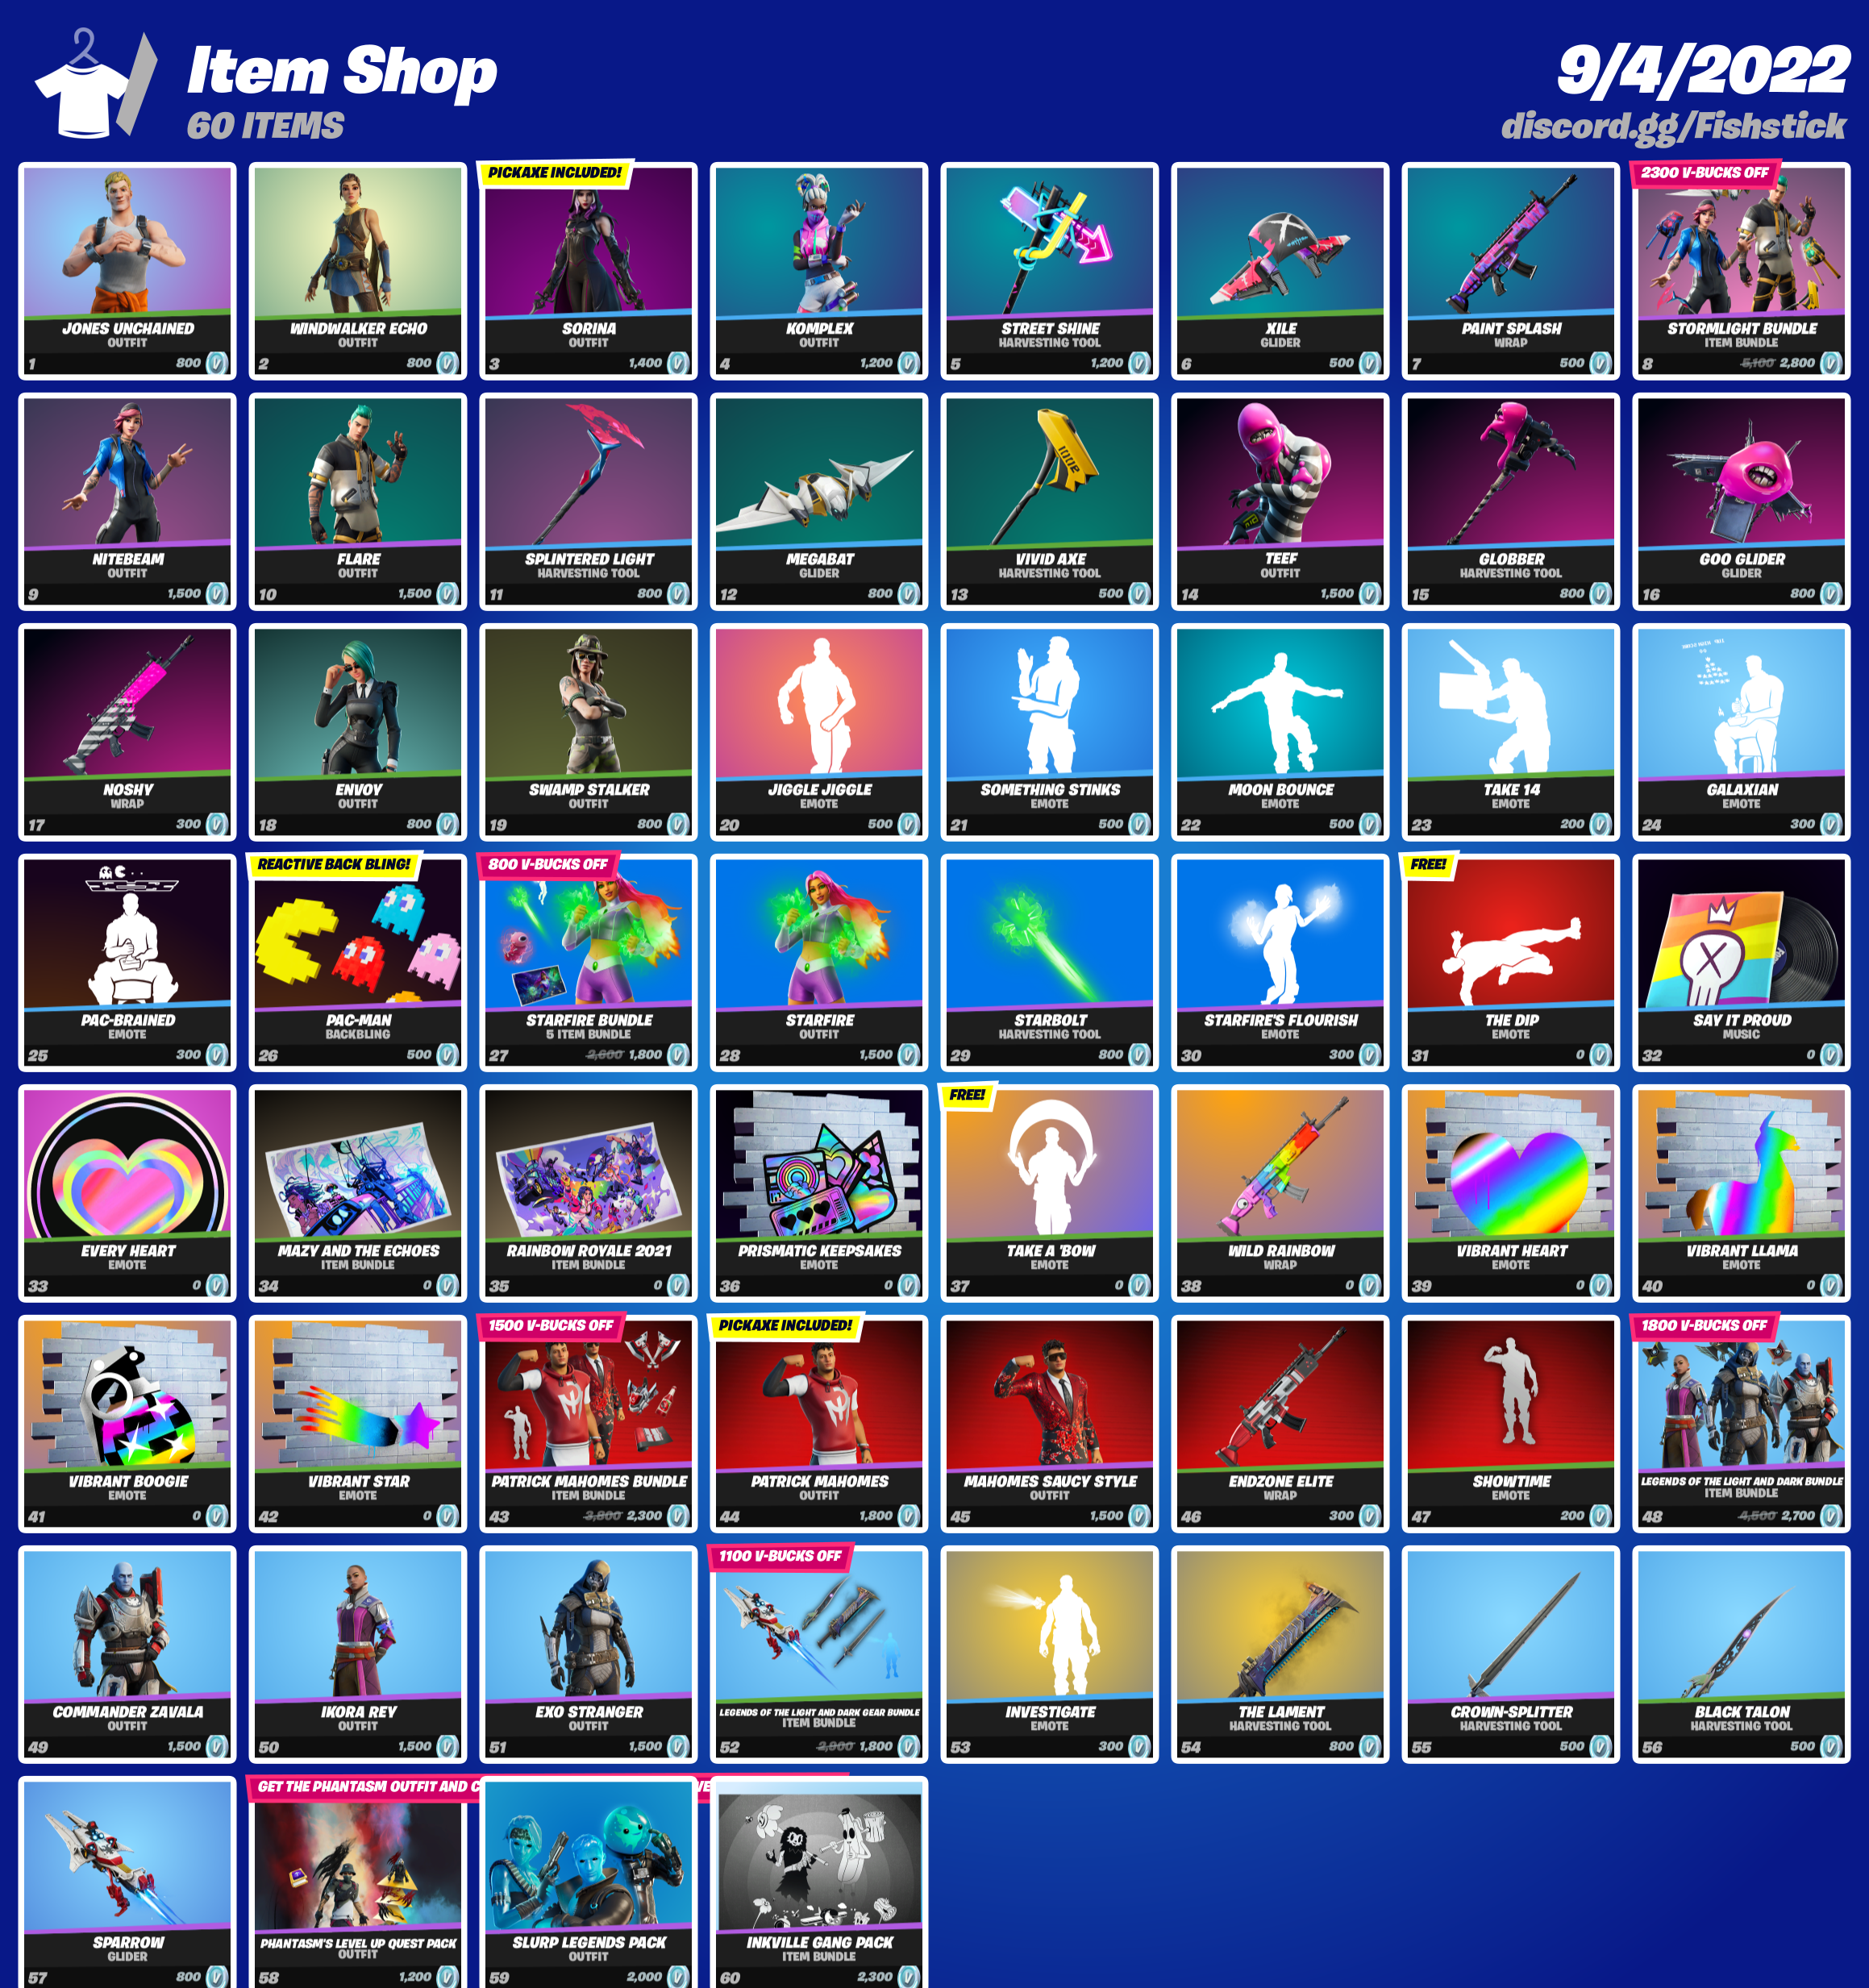 Item Shop
60 ITEMS
9/4/2022
discord.gg/Fishstick
JONES UNCHAINED
OUTFIT
1 800
WINDWALKER ECHO
OUTFIT
2 800
PICKAXE INCLUDED!
SORINA
OUTFIT
3 1,400
KOMPLEX
OUTFIT
4 1,200
STREET SHINE
HARVESTING TOOL
5 1,200
XILE
GLIDER
6 500
PAINT SPLASH
WRAP
7 500
2300 V-BUCKS OFF
STORMLIGHT BUNDLE
ITEM BUNDLE
8 5,100 2,800
NITEBEAM
OUTFIT
9 1,500
FLARE
OUTFIT
10 1,500
SPLINTERED LIGHT
HARVESTING TOOL
11 800
MEGABAT
GLIDER
12 800
VIVID AXE
HARVESTING TOOL
13 500
TEEF
OUTFIT
14 1,500
GLOBBER
HARVESTING TOOL
15 800
GOO GLIDER
GLIDER
16 800
NOSHY
WRAP
17 300
ENVOY
OUTFIT
18 800
SWAMP STALKER
OUTFIT
19 800
JIGGLE JIGGLE
EMOTE
20 500
SOMETHING STINKS
EMOTE
21 500
MOON BOUNCE
EMOTE
22 500
TAKE 14
EMOTE
23 200
GALAXIAN
EMOTE
24 300
PAC-BRAINED
EMOTE
25 300
REACTIVE BACK BLING!
PAC-MAN
BACKBLING
26 500
800 V-BUCKS OFF
STARFIRE BUNDLE
5 ITEM BUNDLE
27 2,600 1,800
STARFIRE
OUTFIT
28 1,500
STARBOLT
HARVESTING TOOL
29 800
STARFIRE'S FLOURISH
EMOTE
30 300
FREE!
THE DIP
EMOTE
31 0
SAY IT PROUD
MUSIC
32 0
EVERY HEART
EMOTE
33 0
MAZY AND THE ECHOES
ITEM BUNDLE
34 0
RAINBOW ROYALE 2021
ITEM BUNDLE
35 0
PRISMATIC KEEPSAKES
EMOTE
36 0
FREE!
TAKE A 'BOW
EMOTE
37 0
WILD RAINBOW
WRAP
38 0
VIBRANT HEART
EMOTE
39 0
VIBRANT LLAMA
EMOTE
40 0
VIBRANT BOOGIE
EMOTE
41 0
VIBRANT STAR
EMOTE
42 0
1500 V-BUCKS OFF
PATRICK MAHOMES BUNDLE
ITEM BUNDLE
43 3,800 2,300
PICKAXE INCLUDED!
PATRICK MAHOMES
OUTFIT
44 1,800
MAHOMES SAUCY STYLE
OUTFIT
45 1,500
ENDZONE ELITE
WRAP
46 300
SHOWTIME
EMOTE
47 200
1800 V-BUCKS OFF
LEGENDS OF THE LIGHT AND DARK BUNDLE
ITEM BUNDLE
48 4,500 2,700
COMMANDER ZAVALA
OUTFIT
49 1,500
IKORA REY
OUTFIT
50 1,500
EXO STRANGER
OUTFIT
51 1,500
1100 V-BUCKS OFF
LEGENDS OF THE LIGHT AND DARK GEAR BUNDLE
ITEM BUNDLE
52 2,900 1,800
INVESTIGATE
EMOTE
53 300
THE LAMENT
HARVESTING TOOL
54 800
CROWN-SPLITTER
HARVESTING TOOL
55 500
BLACK TALON
HARVESTING TOOL
56 500
SPARROW
GLIDER
57 800
GET THE PHANTASM OUTFIT AND C VE
PHANTASM'S LEVEL UP QUEST PACK
OUTFIT
58 1,200
SLURP LEGENDS PACK
OUTFIT
59 2,000
INKVILLE GANG PACK
ITEM BUNDLE
60 2,300